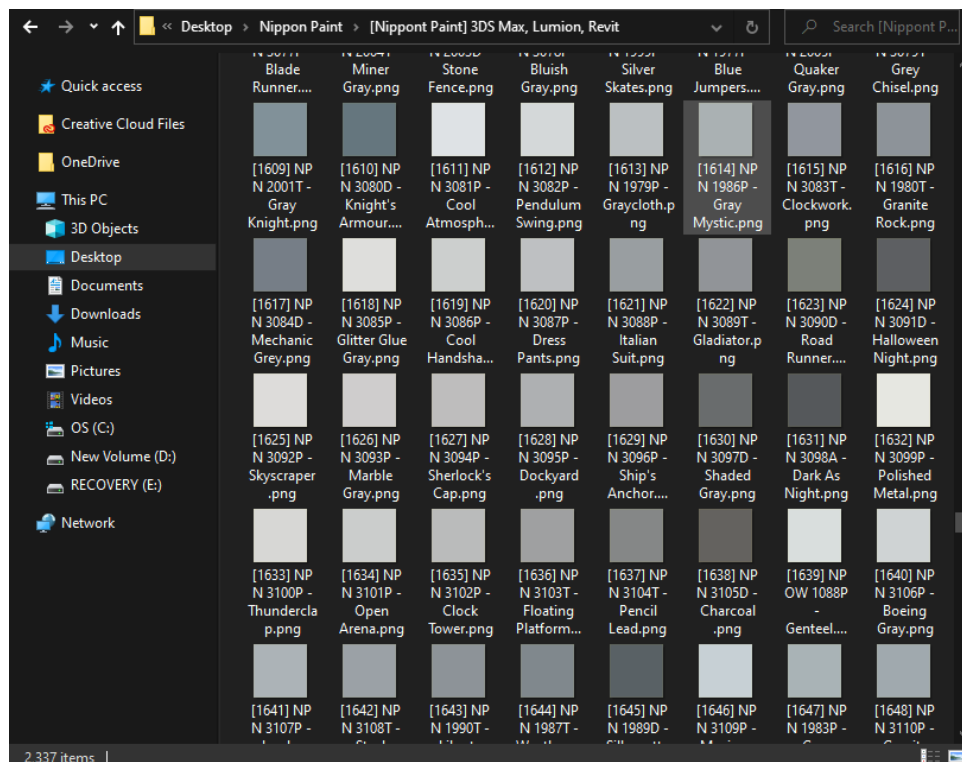 « Desktop > Nippon Paint > [Nippont Paint] 3DS Max, Lumion, Revit
Search [Nippont P...
Quick access
Creative Cloud Files
OneDrive
This PC
3D Objects
Desktop
Documents
Downloads
Music
Pictures
Videos
OS (C:)
New Volume (D:)
RECOVERY (E:)
Network
Blade Miner Stone Bluish Silver Blue Quaker Grey
Runner.... Gray.png Fence.png Gray.png Skates.png Jumpers.... Gray.png Chisel.png
[1609] NP [1610] NP [1611] NP [1612] NP [1613] NP [1614] NP [1615] NP [1616] NP
N 2001T - N 3080D - N 3081P - N 3082P - N 1979P - N 1986P - N 3083T - N 1980T -
Gray Knight's Cool Pendulum Graycloth.p Gray Clockwork. Granite
Knight.png Armour.... Atmosph... Swing.png ng Mystic.png png Rock.png
[1617] NP [1618] NP [1619] NP [1620] NP [1621] NP [1622] NP [1623] NP [1624] NP
N 3084D - N 3085P - N 3086P - N 3087P - N 3088P - N 3089T - N 3090D - N 3091D -
Mechanic Glitter Glue Cool Dress Italian Gladiator.p Road Halloween
Grey.png Gray.png Handsha... Pants.png Suit.png ng Runner.... Night.png
[1625] NP [1626] NP [1627] NP [1628] NP [1629] NP [1630] NP [1631] NP [1632] NP
N 3092P - N 3093P - N 3094P - N 3095P - N 3096P - N 3097D - N 3098A - N 3099P -
Skyscraper Marble Sherlock's Dockyard Ship's Shaded Dark As Polished
.png Gray.png Cap.png .png Anchor.... Gray.png Night.png Metal.png
[1633] NP [1634] NP [1635] NP [1636] NP [1637] NP [1638] NP [1639] NP [1640] NP
N 3100P - N 3101P - N 3102P - N 3103T - N 3104T - N 3105D - OW 1088P N 3106P -
Thundercla Open Clock Floating Pencil Charcoal - Boeing
p.png Arena.png Tower.png Platform... Lead.png .png Genteel.... Gray.png
[1641] NP [1642] NP [1643] NP [1644] NP [1645] NP [1646] NP [1647] NP [1648] NP
N 3107P - N 3108T - N 1990T - N 1987T - N 1989D - N 3109P - N 1983P - N 3110P -
2.337 items